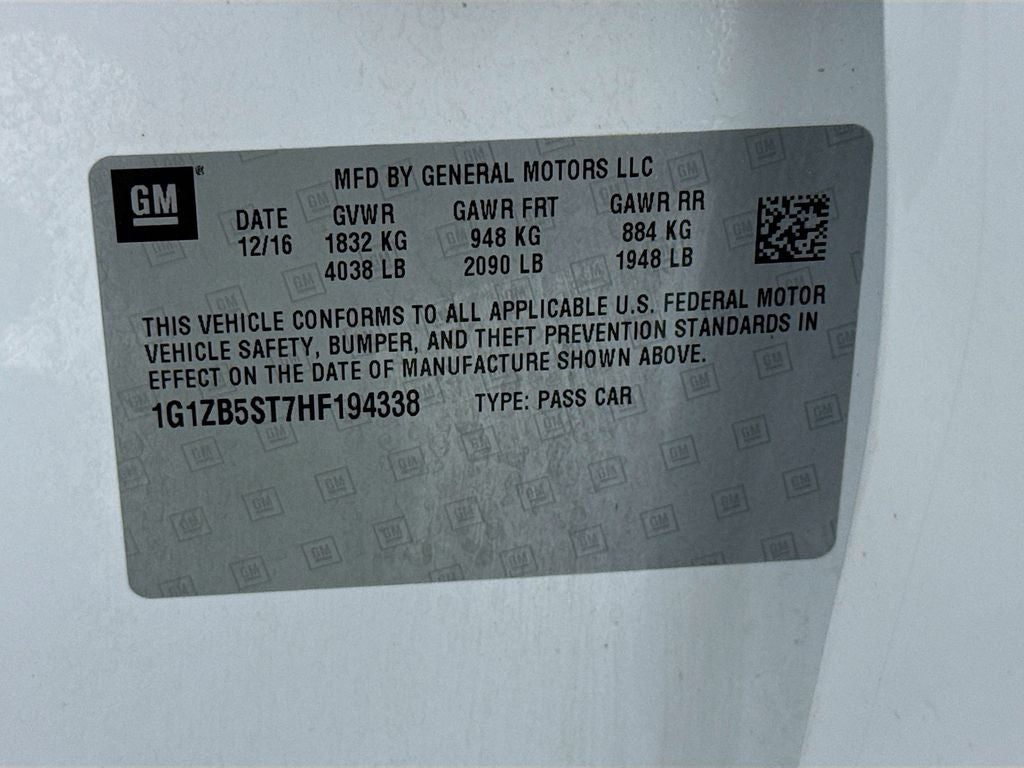 GM
MFD BY GENERAL MOTORS LLC
DATE GVWR GAWR FRT GAWR RR
12/16 1832 KG 948 KG 884 KG
4038 LB 2090 LB 1948 LB
THIS VEHICLE CONFORMS TO ALL APPLICABLE U.S. FEDERAL MOTOR
VEHICLE SAFETY, BUMPER, AND THEFT PREVENTION STANDARDS IN
EFFECT ON THE DATE OF MANUFACTURE SHOWN ABOVE.
1G1ZB5ST7HF194338 TYPE: PASS CAR